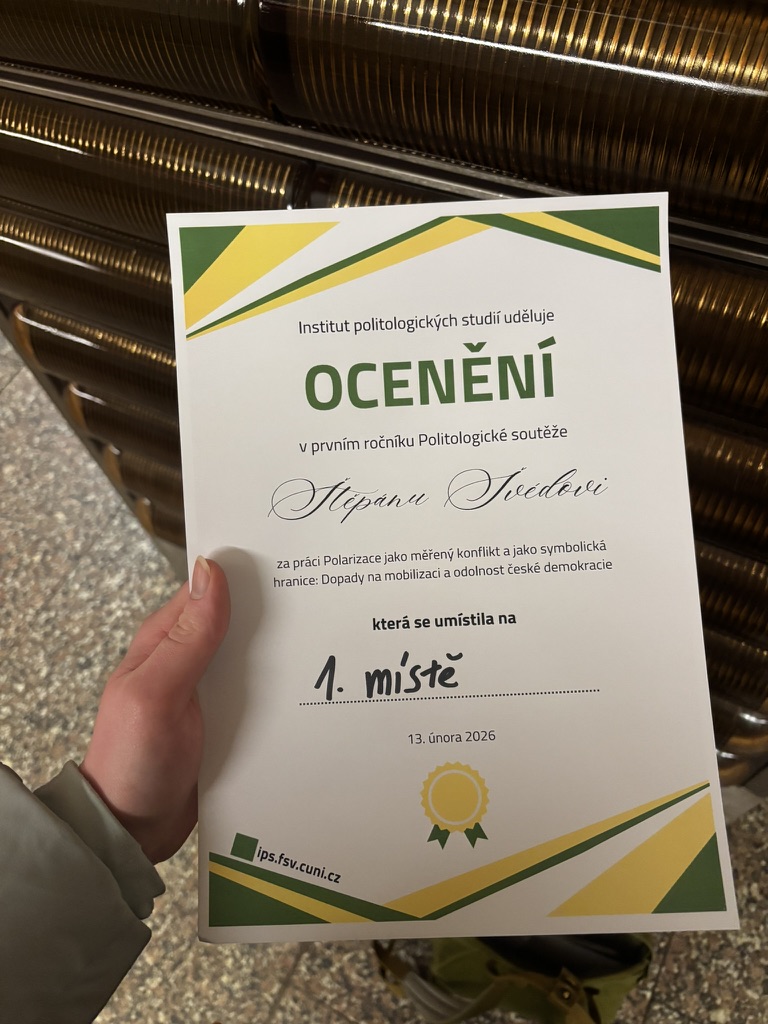 Institut politologických studií uděluje
OCENĚNÍ
v prvním ročníku Politologické soutěže
Štěpánu Švédovi
za práci Polarizace jako měřený konflikt a jako symbolická
hranice: Dopady na mobilizaci a odolnost české demokracie
která se umístila na
1. místě
13. února 2026
ips.fsv.cuni.cz